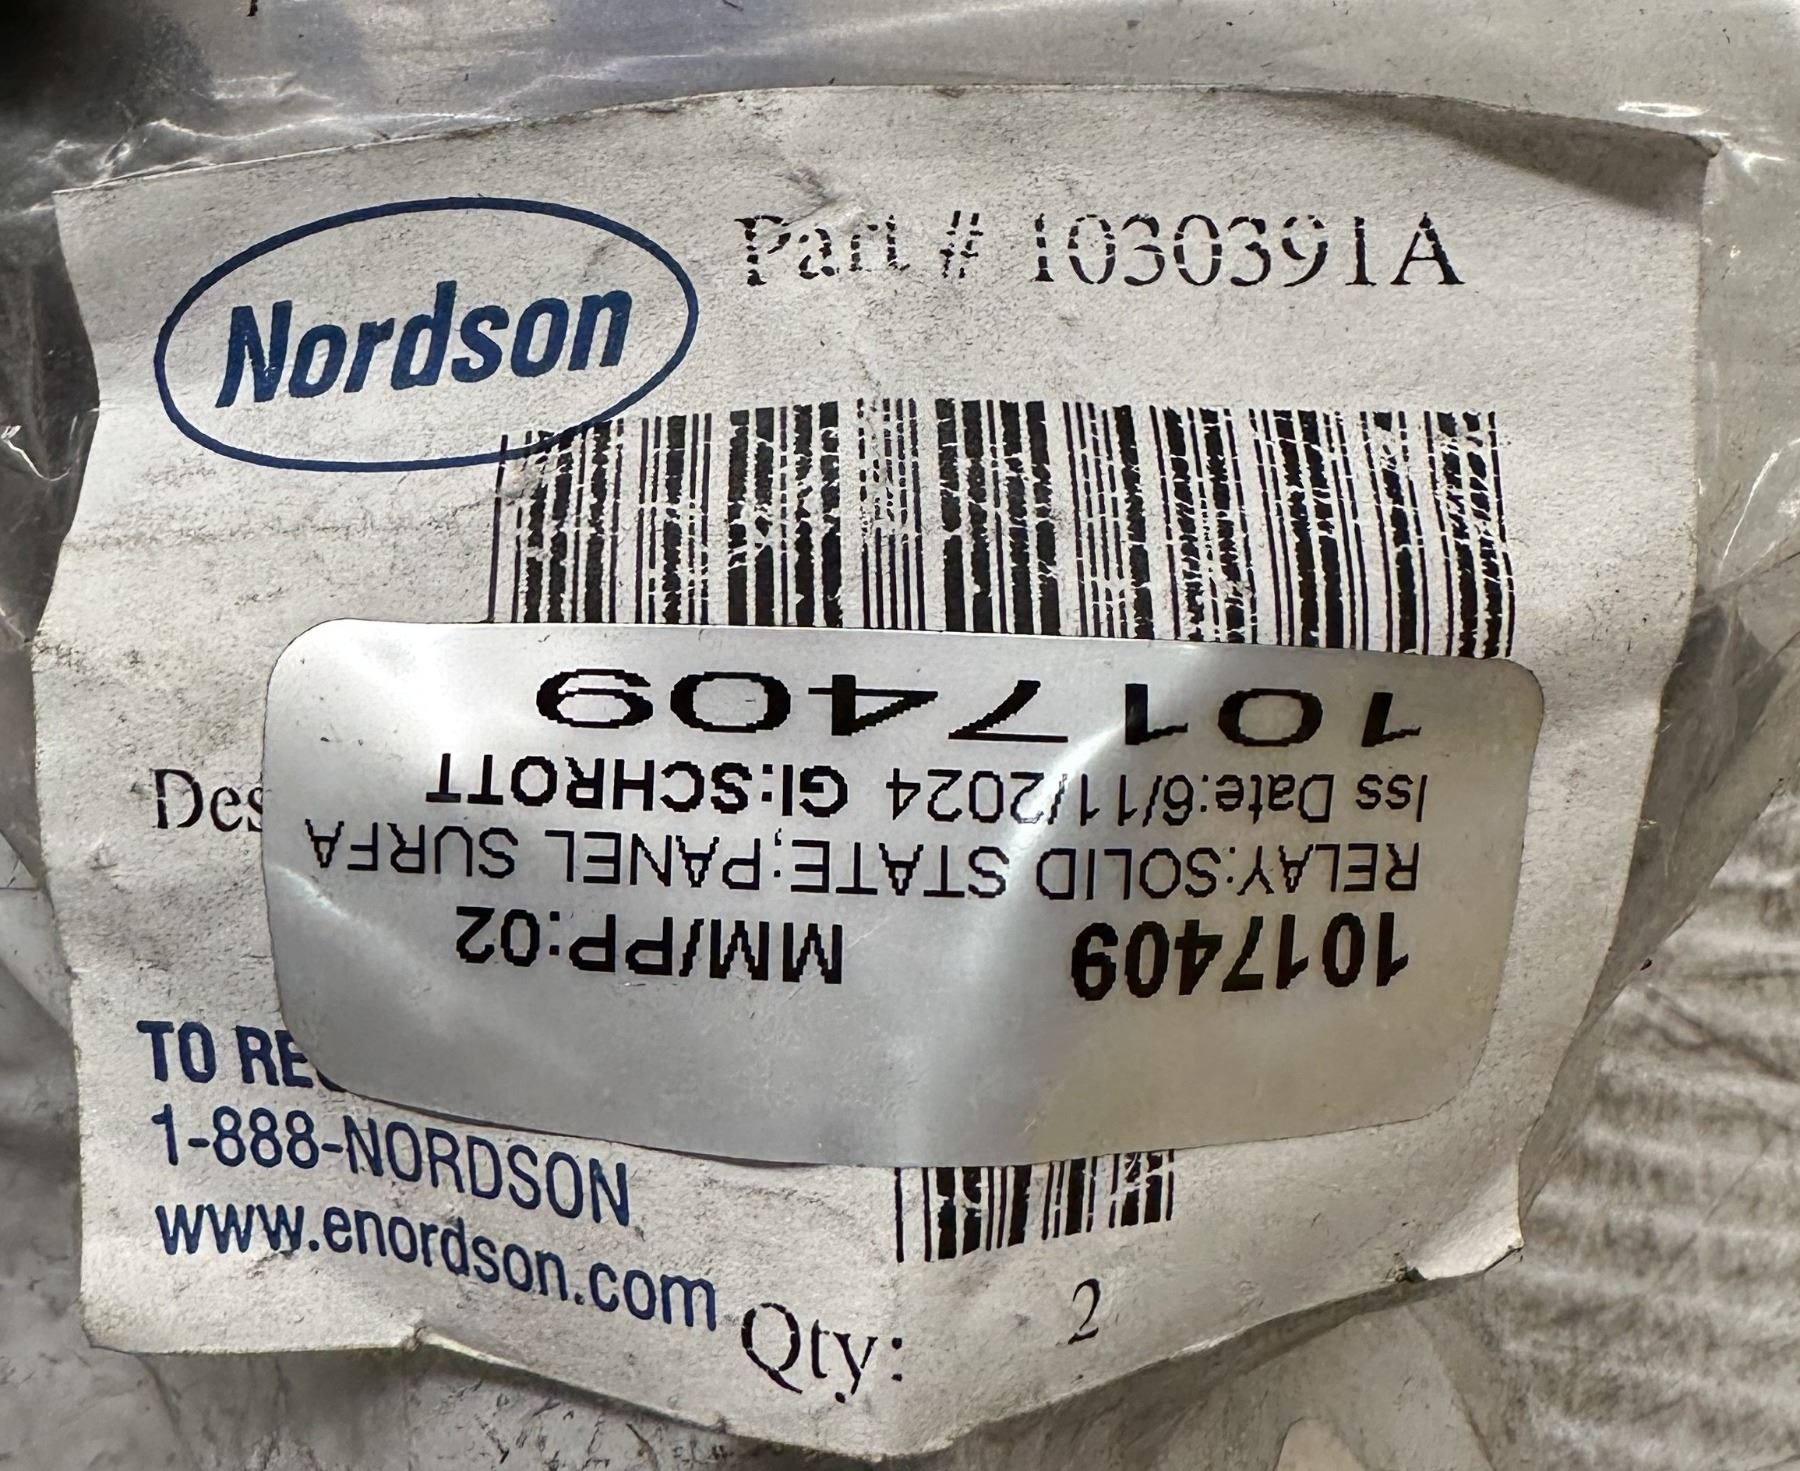 Nordson
Part # 1030391A
Des
TO RE
1-888-NORDSON
www.enordson.com
Qty: 2
1017409 MM/PP:02
RELAY:SOLID STATE;PANEL SURFA
Iss Date:6/11/2024 GI:SCHROTT
1017409